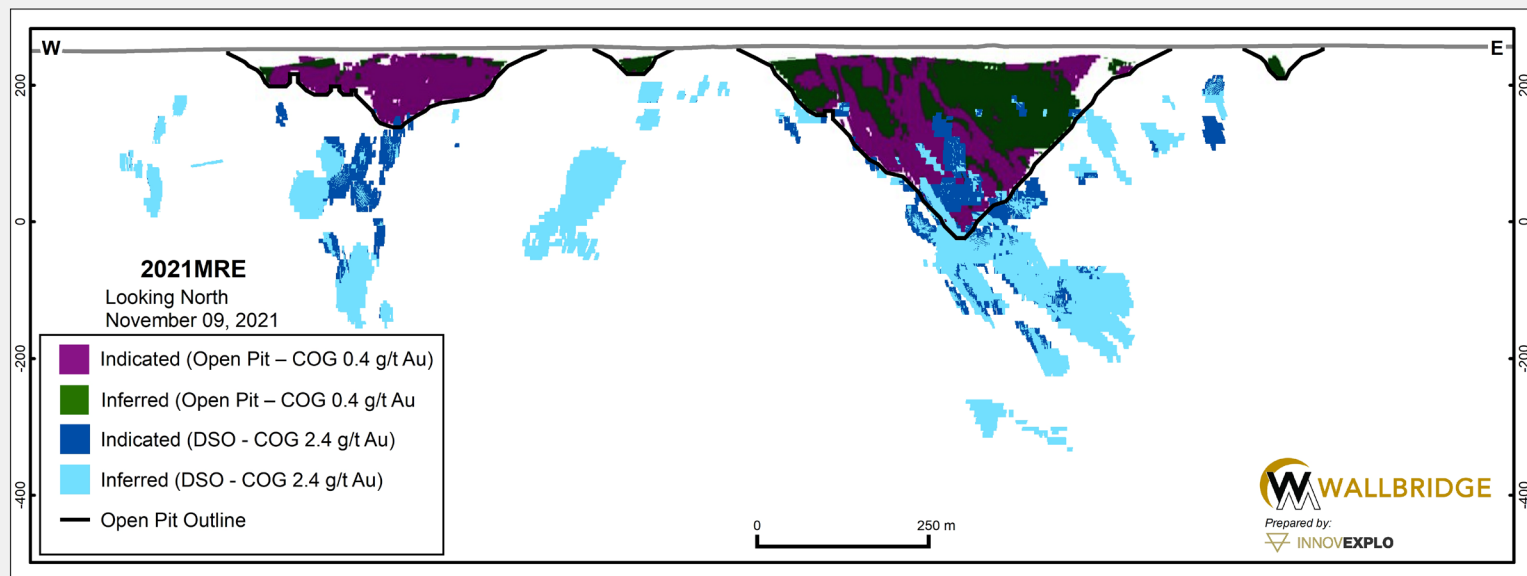 W
E
200
200
0
0
2021MRE
Looking North
November 09, 2021
-200
-200
Indicated (Open Pit – COG 0.4 g/t Au)
Inferred (Open Pit – COG 0.4 g/t Au
Indicated (DSO - COG 2.4 g/t Au)
Inferred (DSO - COG 2.4 g/t Au)
Open Pit Outline
-400
-400
0 250 m
WALLBRIDGE
Prepared by:
INNOVEXPLO